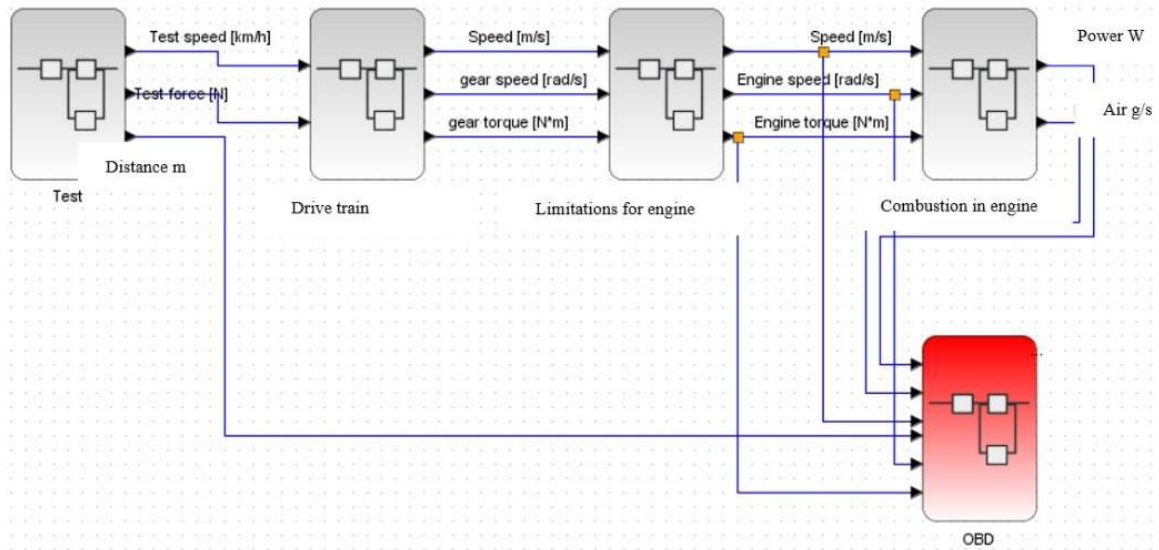 Test speed [km/h]
Speed [m/s]
Speed [m/s]
Power W
Test force [N]
gear speed [rad/s]
Engine speed [rad/s]
Air g/s
gear torque [N*m]
Engine torque [N*m]
Distance m
Test
Drive train
Limitations for engine
Combustion in engine
...
OBD